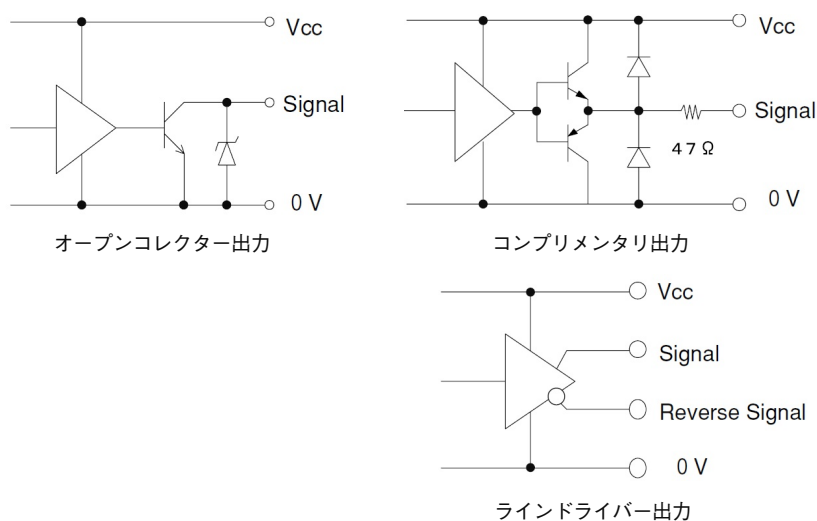 Vcc
Signal
0 V
オープンコレクター出力
Vcc
Signal
47Ω
0 V
コンプリメンタリ出力
Vcc
Signal
Reverse Signal
0 V
ラインドライバー出力